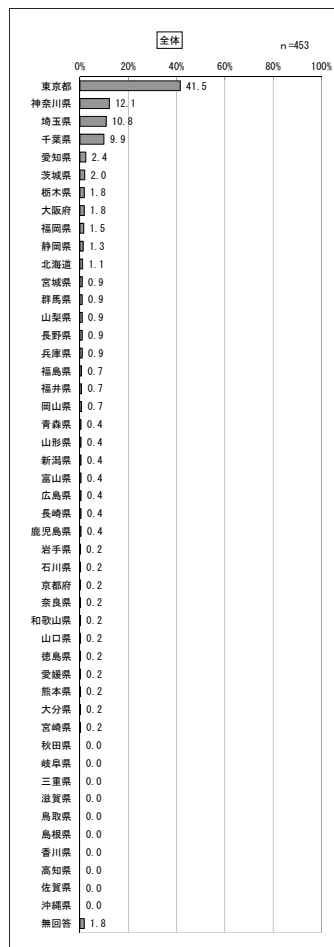 全体
n=453
0% 20% 40% 60% 80% 100%
東京都 41.5
神奈川県 12.1
埼玉県 10.8
千葉県 9.9
愛知県 2.4
茨城県 2.0
栃木県 1.8
大阪府 1.8
福岡県 1.5
静岡県 1.3
北海道 1.1
宮城県 0.9
群馬県 0.9
山梨県 0.9
長野県 0.9
兵庫県 0.9
福島県 0.7
福井県 0.7
岡山県 0.7
青森県 0.4
山形県 0.4
新潟県 0.4
富山県 0.4
広島県 0.4
長崎県 0.4
鹿児島県 0.4
岩手県 0.2
石川県 0.2
京都府 0.2
奈良県 0.2
和歌山県 0.2
山口県 0.2
徳島県 0.2
愛媛県 0.2
熊本県 0.2
大分県 0.2
宮崎県 0.2
秋田県 0.0
岐阜県 0.0
三重県 0.0
滋賀県 0.0
鳥取県 0.0
島根県 0.0
香川県 0.0
高知県 0.0
佐賀県 0.0
沖縄県 0.0
無回答 1.8